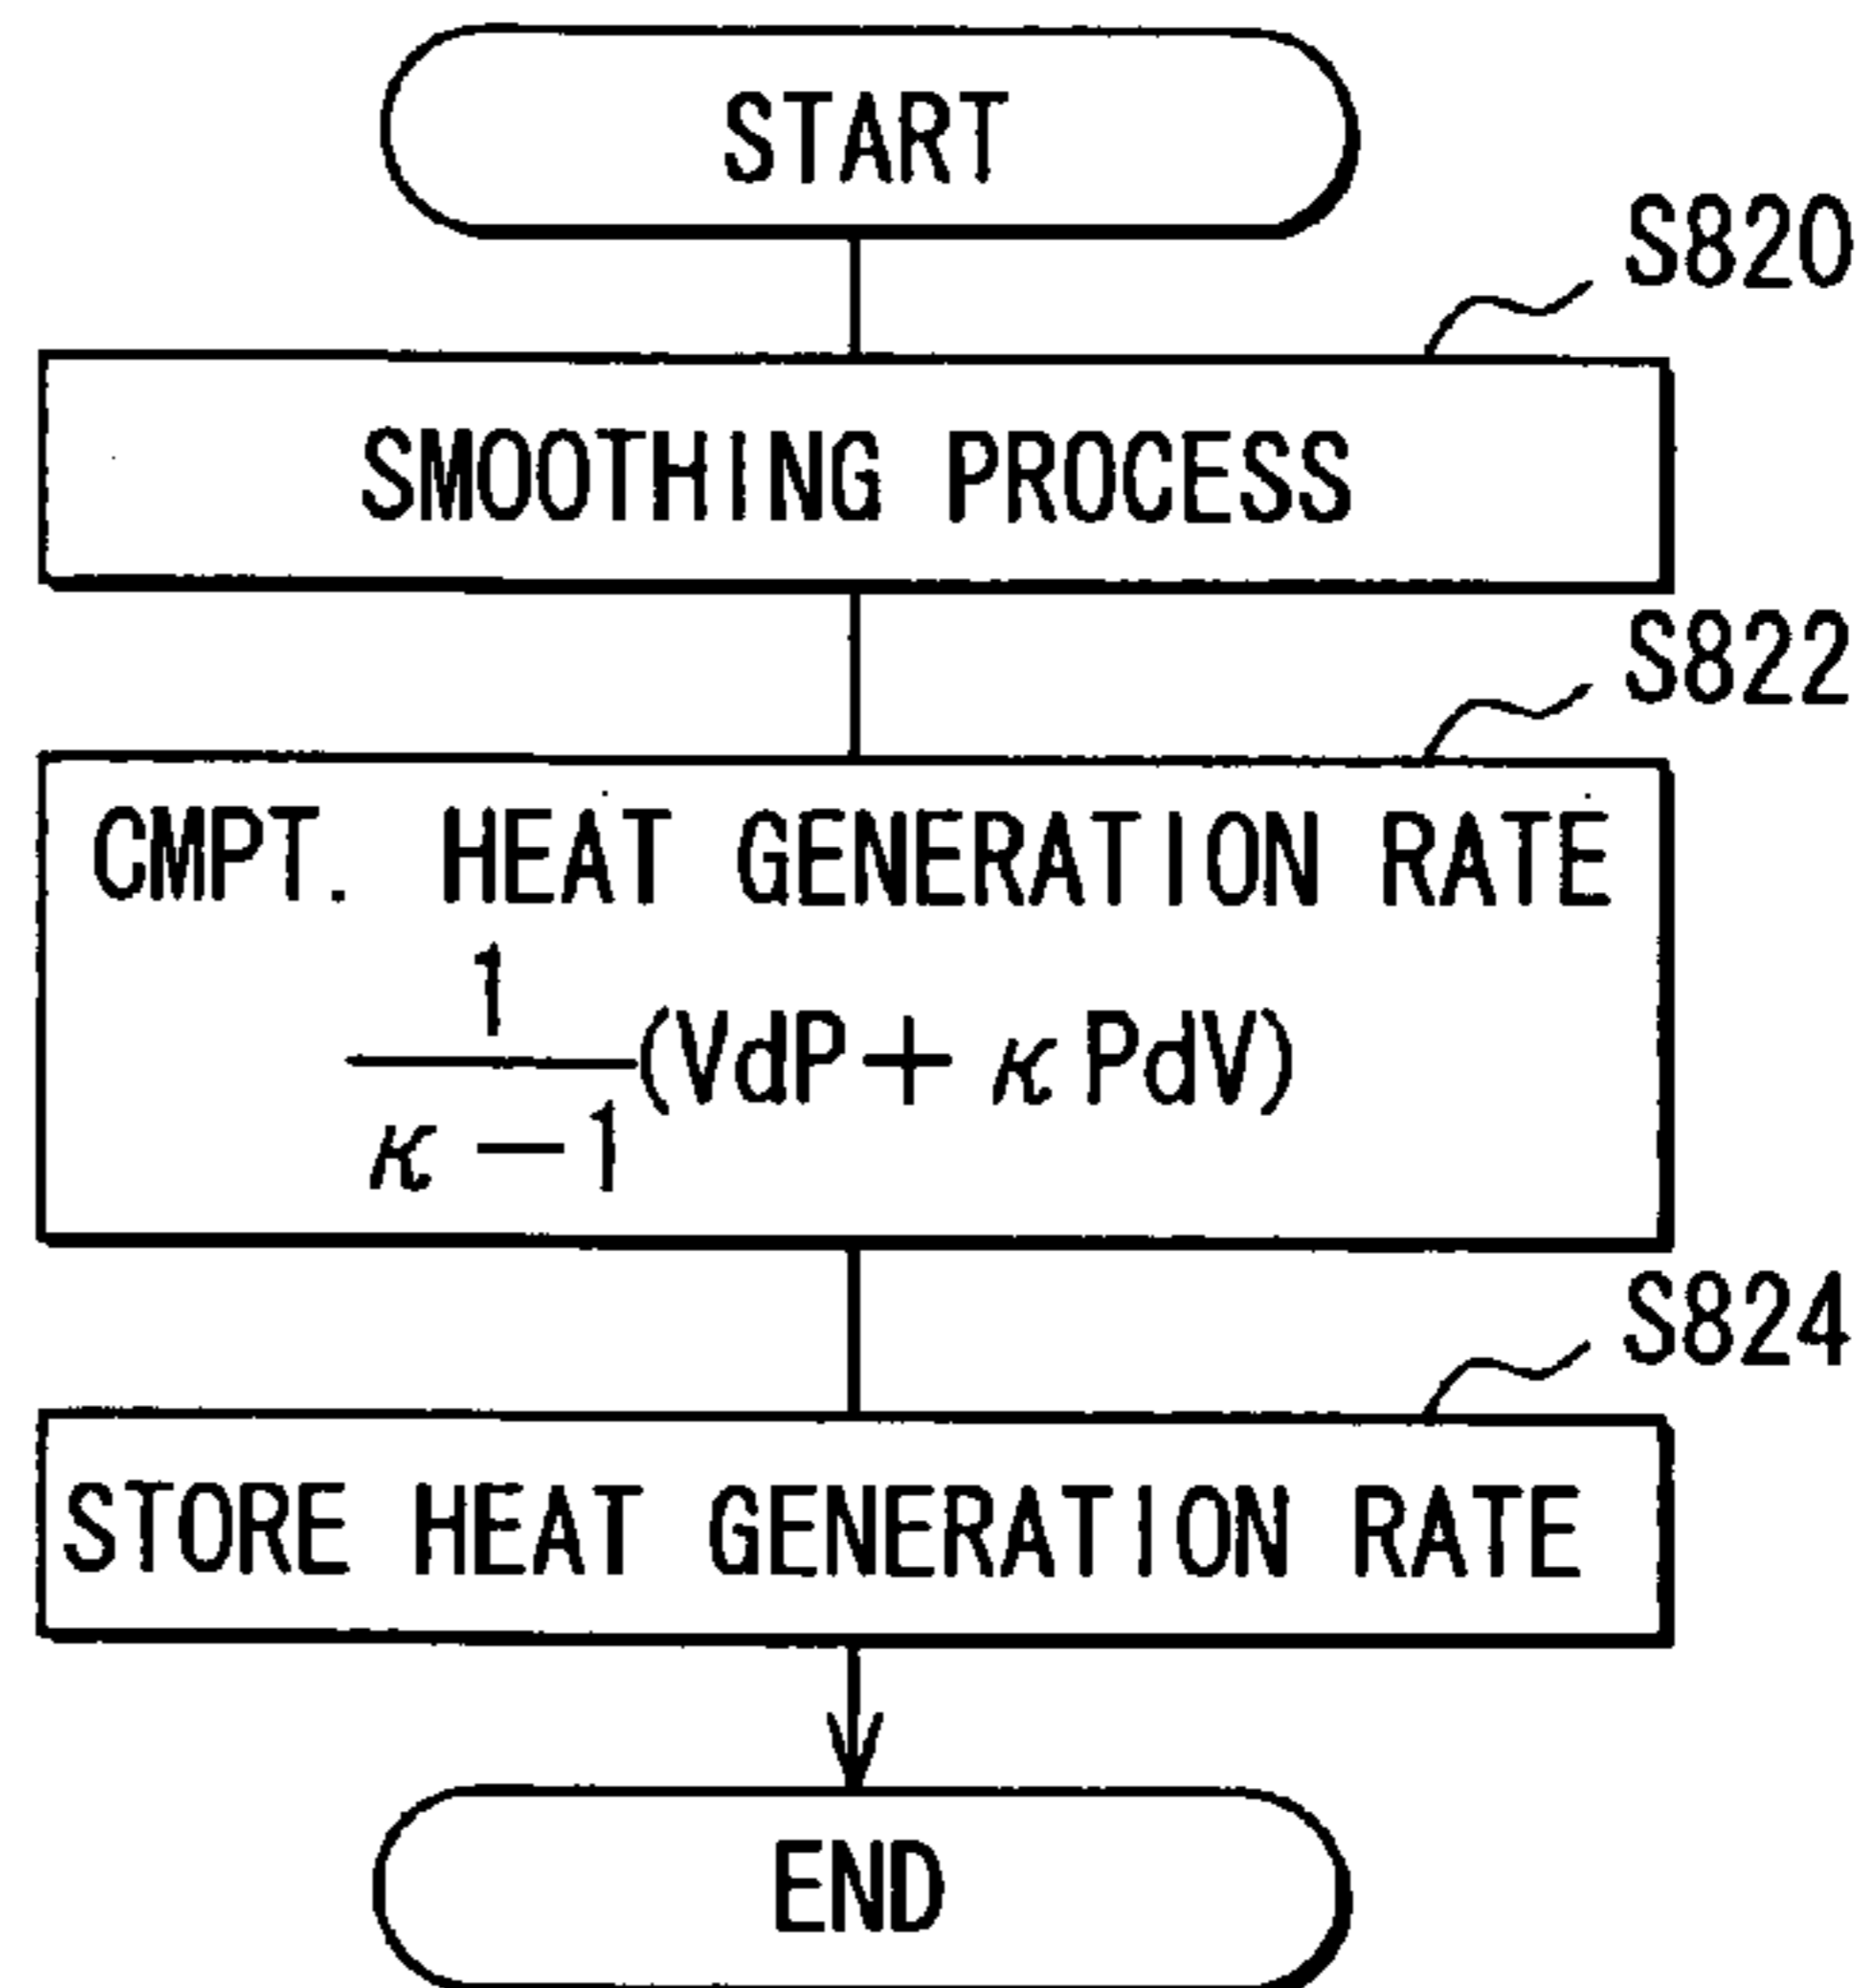 START
S820
SMOOTHING PROCESS
S822
CMPT. HEAT GENERATION RATE
1
(VdP+κPdV)
κ-1
S824
STORE HEAT GENERATION RATE
END